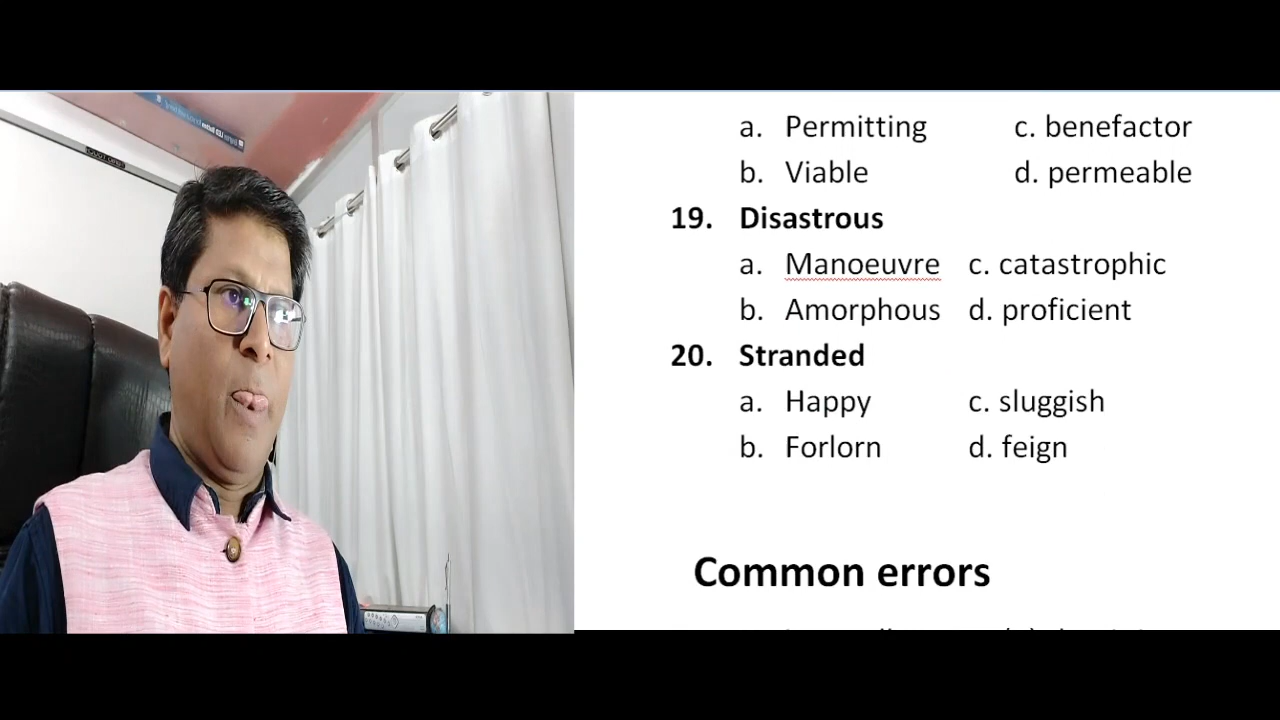 a. Permitting c. benefactor
b. Viable d. permeable
19. Disastrous
a. Manoeuvre c. catastrophic
b. Amorphous d. proficient
20. Stranded
a. Happy c. sluggish
b. Forlorn d. feign
Common errors